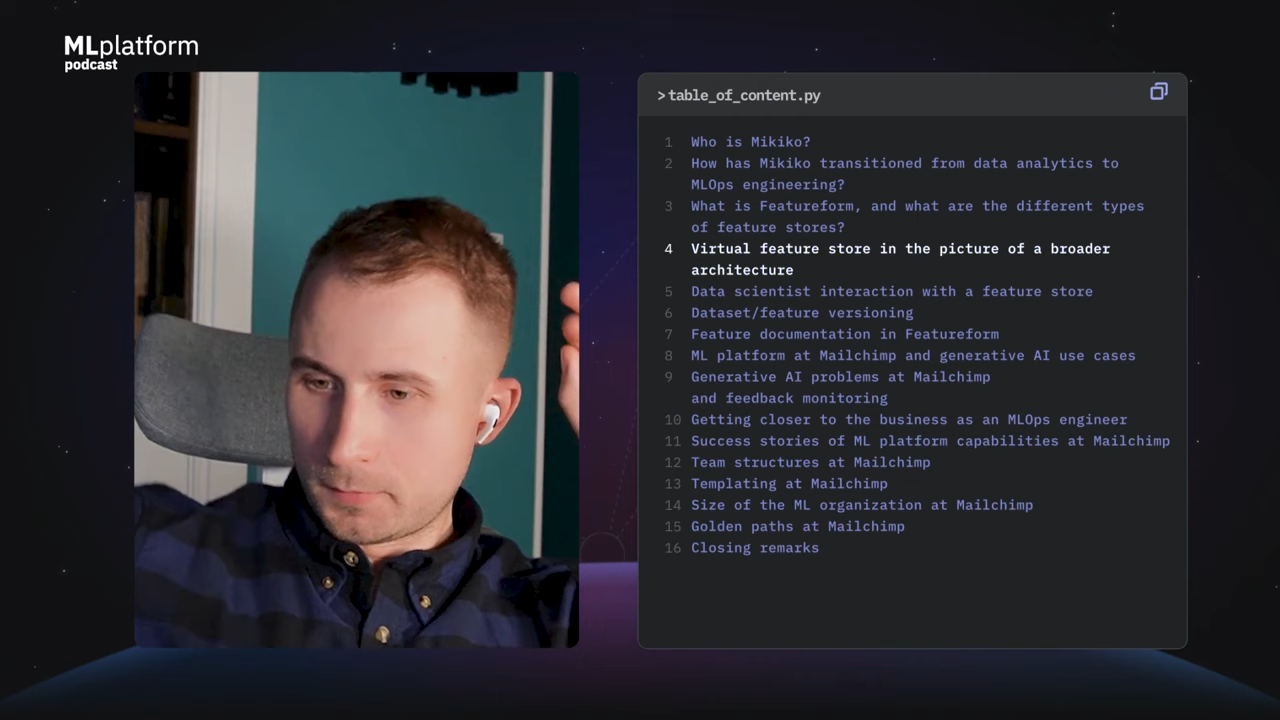 MLplatform
podcast
>table_of_content.py
1 Who is Mikiko?
2 How has Mikiko transitioned from data analytics to
MLOps engineering?
3 What is Featureform, and what are the different types
of feature stores?
4 Virtual feature store in the picture of a broader
architecture
5 Data scientist interaction with a feature store
6 Dataset/feature versioning
7 Feature documentation in Featureform
8 ML platform at Mailchimp and generative AI use cases
9 Generative AI problems at Mailchimp
and feedback monitoring
10 Getting closer to the business as an MLOps engineer
11 Success stories of ML platform capabilities at Mailchimp
12 Team structures at Mailchimp
13 Templating at Mailchimp
14 Size of the ML organization at Mailchimp
15 Golden paths at Mailchimp
16 Closing remarks